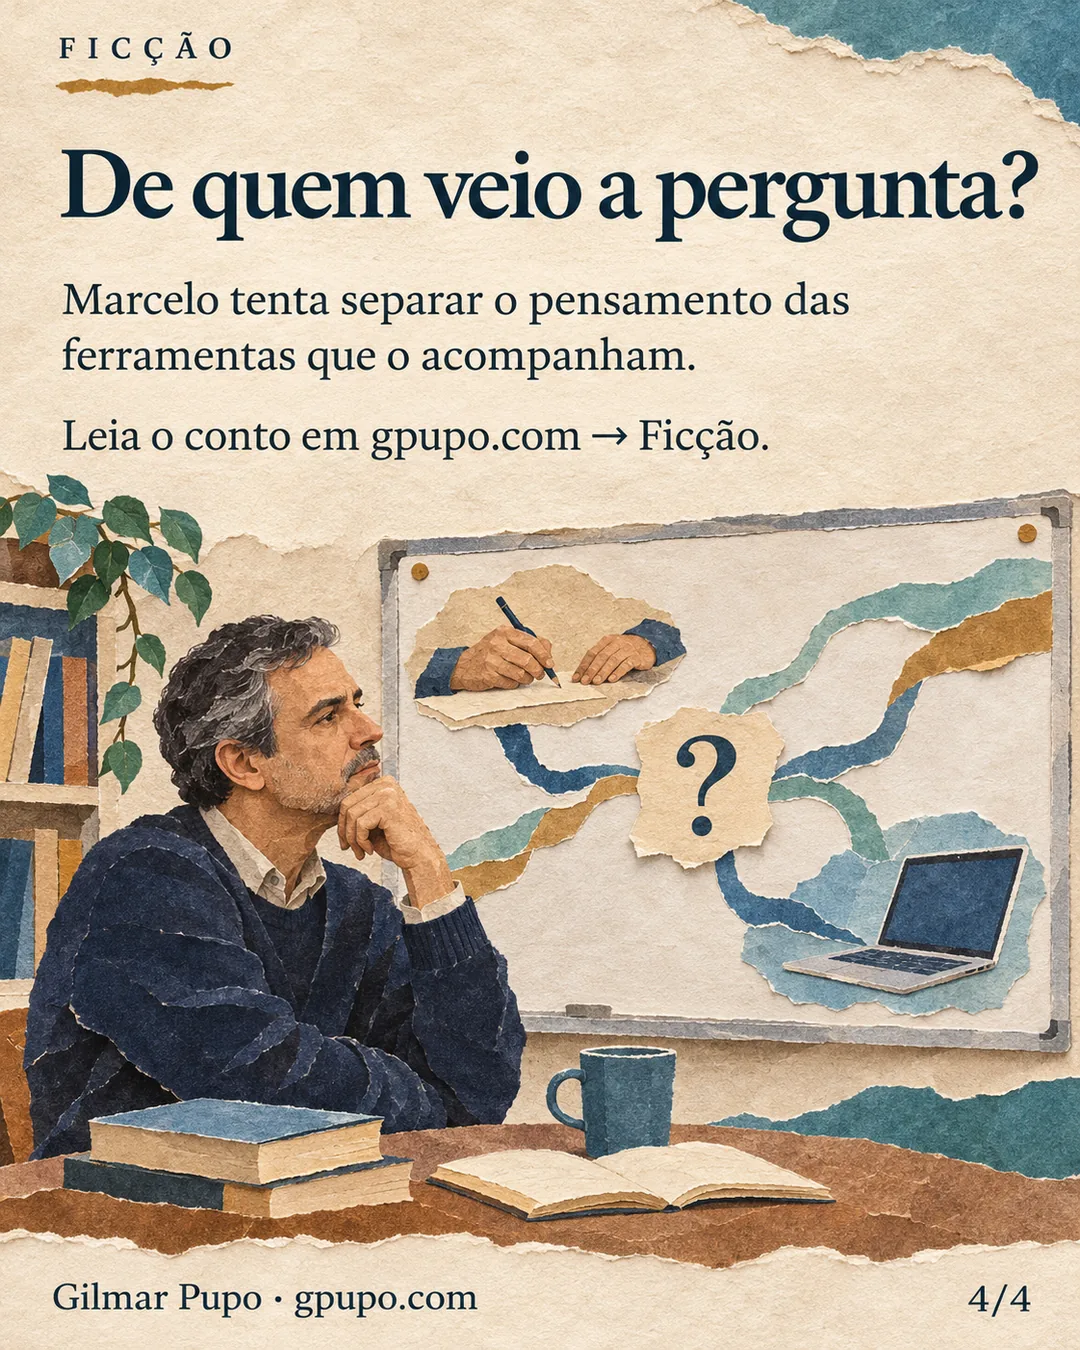 FICÇÃO
De quem veio a pergunta?
Marcelo tenta separar o pensamento das
ferramentas que o acompanham.
Leia o conto em gpupo.com → Ficção.
?
Gilmar Pupo · gpupo.com
4/4